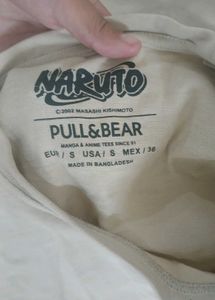 NARUTO
©2002 MASASHI KISHIMOTO
PULL&BEAR
MANGA & ANIME TEES SINCE 91
EUR / S USA / S MEX / 36
MADE IN BANGLADESH